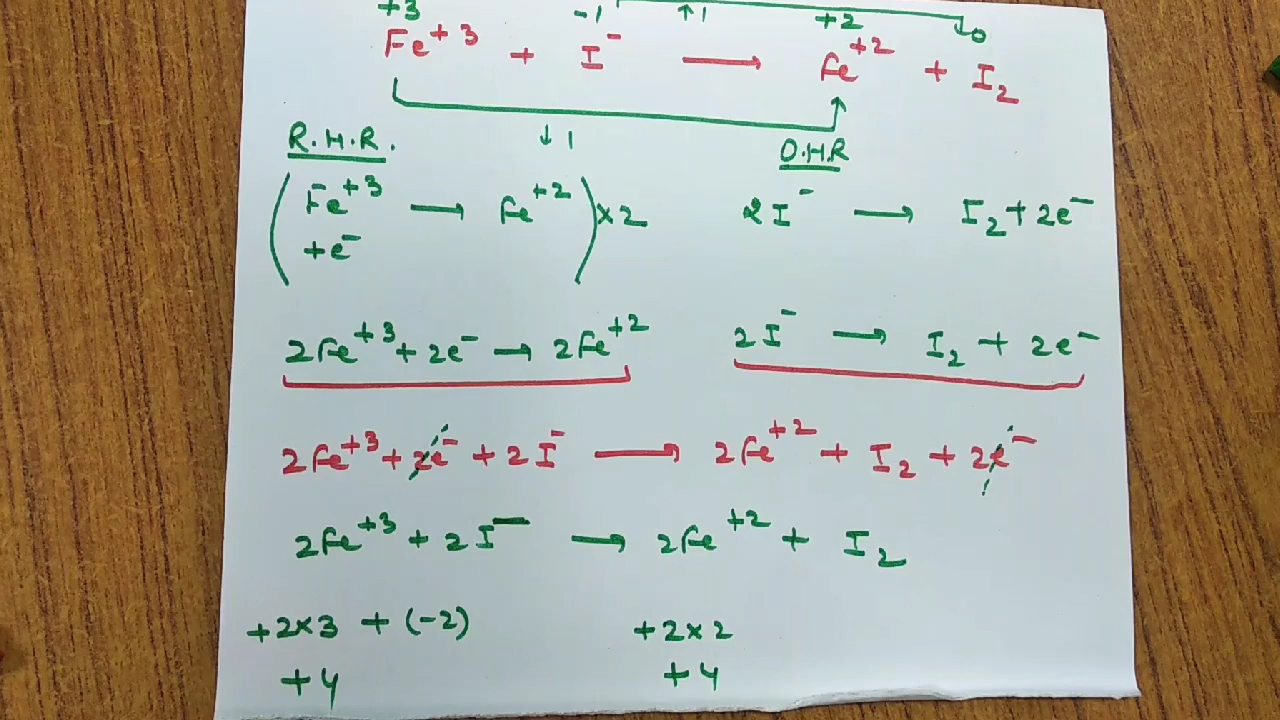 +3 -1 ↑1 +2 0
Fe⁺³ + I⁻ ⟶ Fe⁺² + I₂
↓1
R.H.R. O.H.R
(Fe⁺³ ⟶ Fe⁺²)×2 2I⁻ ⟶ I₂+2e⁻
+e⁻
2Fe⁺³+2e⁻ → 2Fe⁺² 2I⁻ ⟶ I₂ + 2e⁻
2Fe⁺³+2e⁻ + 2I⁻ ⟶ 2Fe⁺² + I₂ + 2e⁻
2Fe⁺³ + 2I⁻ ⟶ 2Fe⁺² + I₂
+2×3 + (-2) +2×2
+4 +4